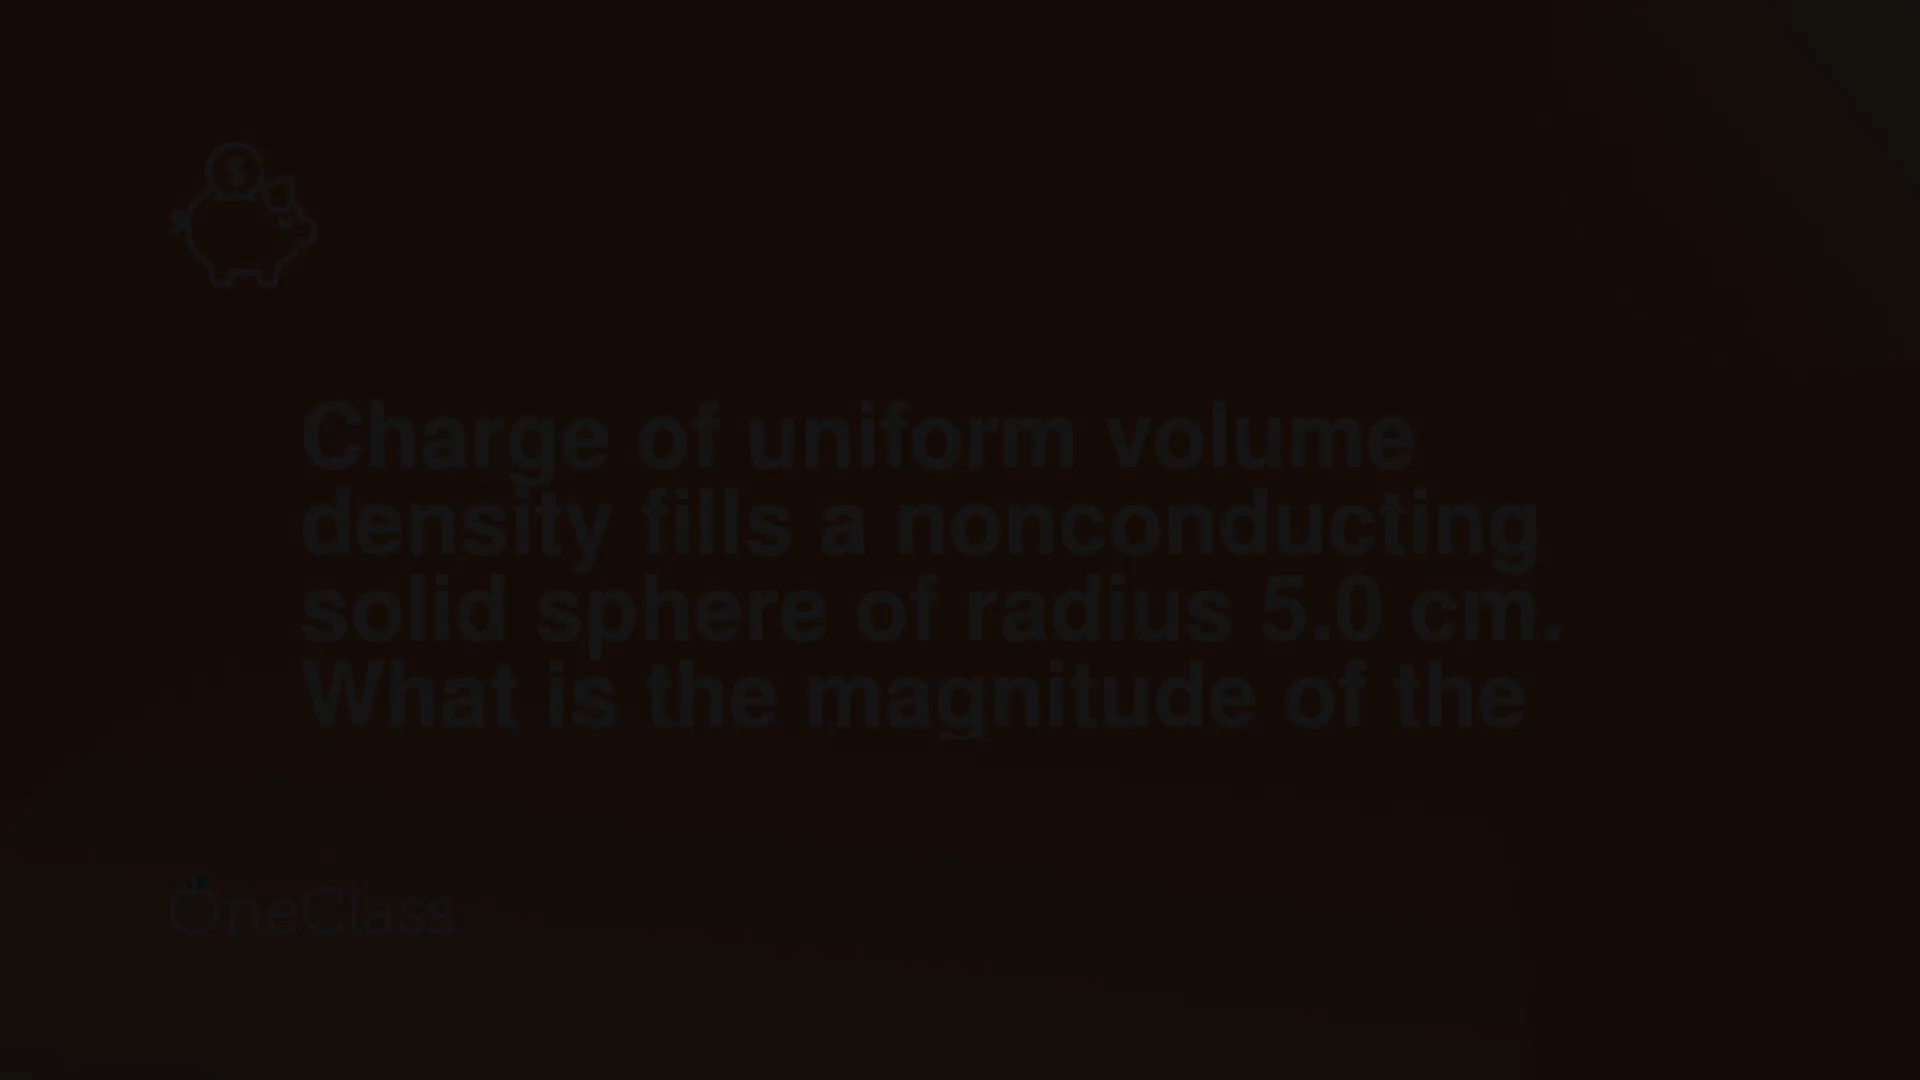 $
Charge of uniform volume
density fills a nonconducting
solid sphere of radius 5.0 cm.
What is the magnitude of the
OneClass